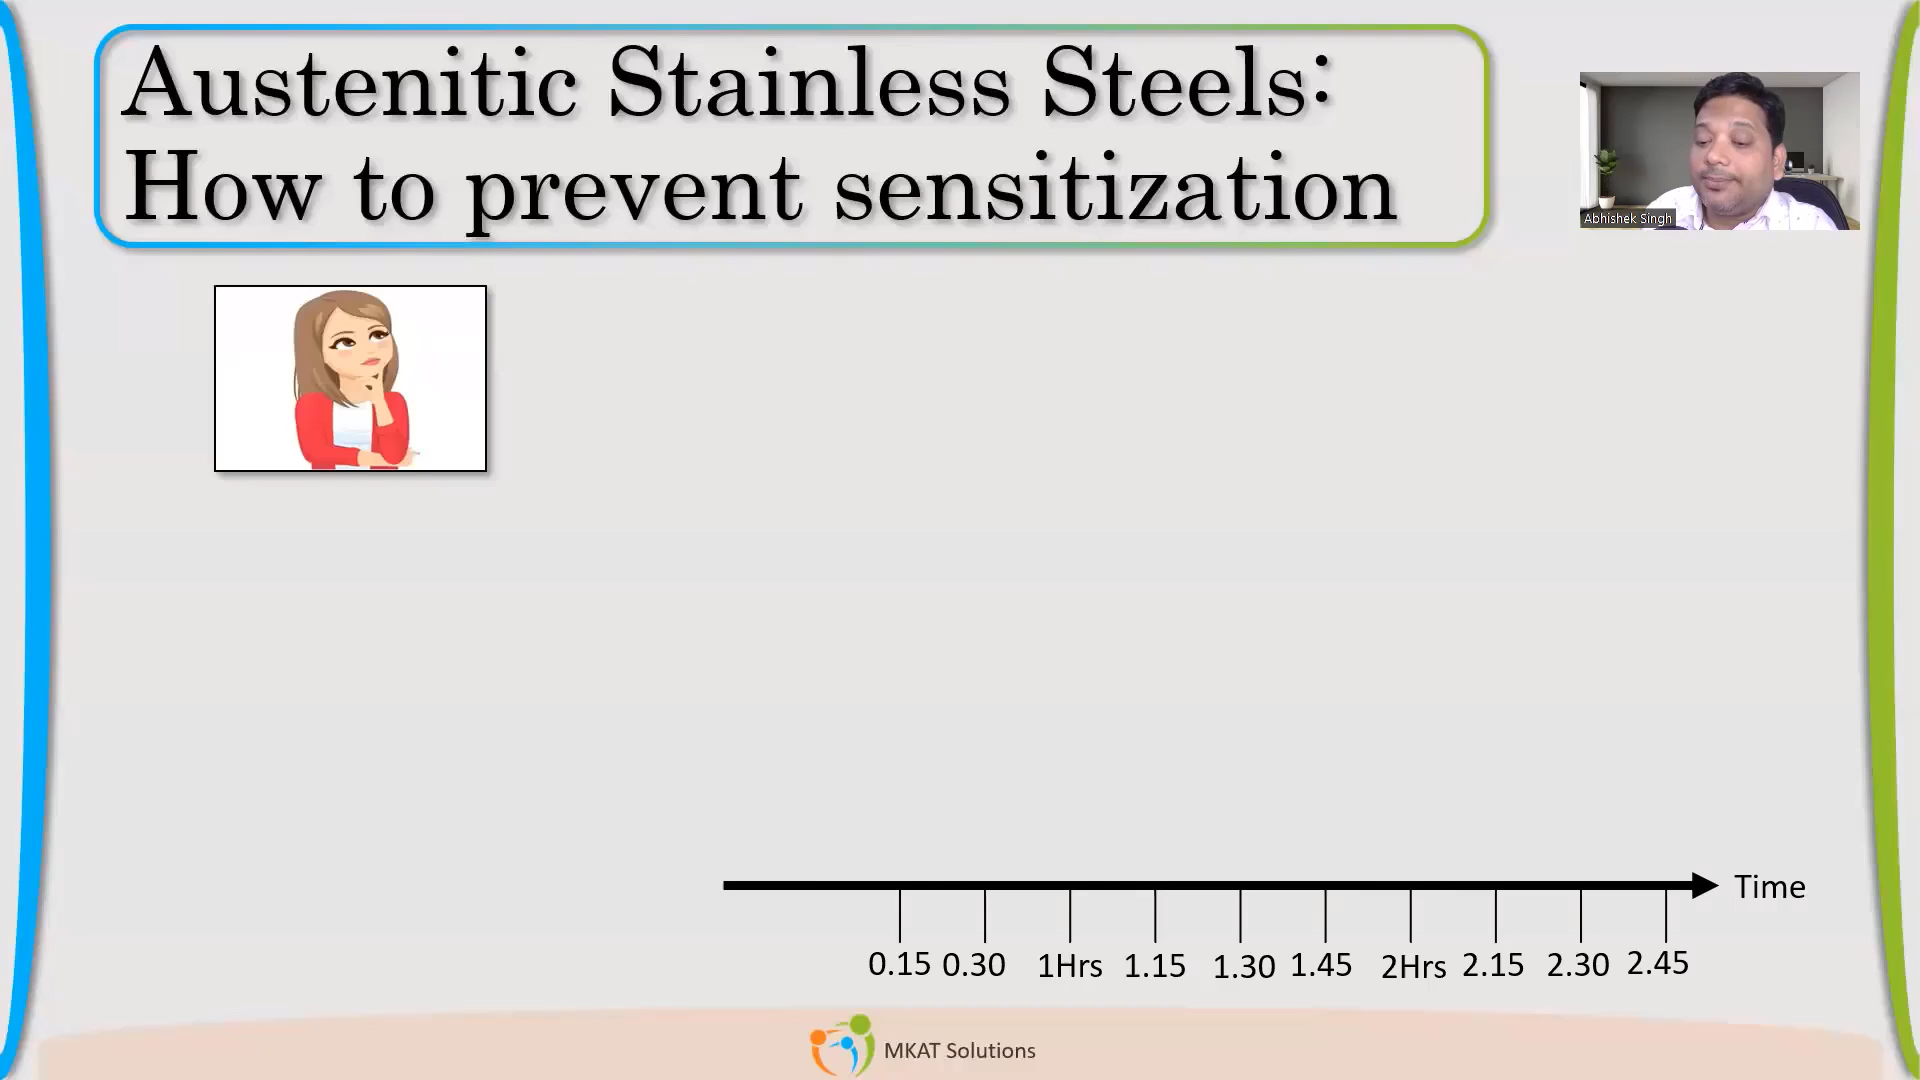 Austenitic Stainless Steels:
How to prevent sensitization
Abhishek Singh
Time
0.15 0.30 1Hrs 1.15 1.30 1.45 2Hrs 2.15 2.30 2.45
MKAT Solutions